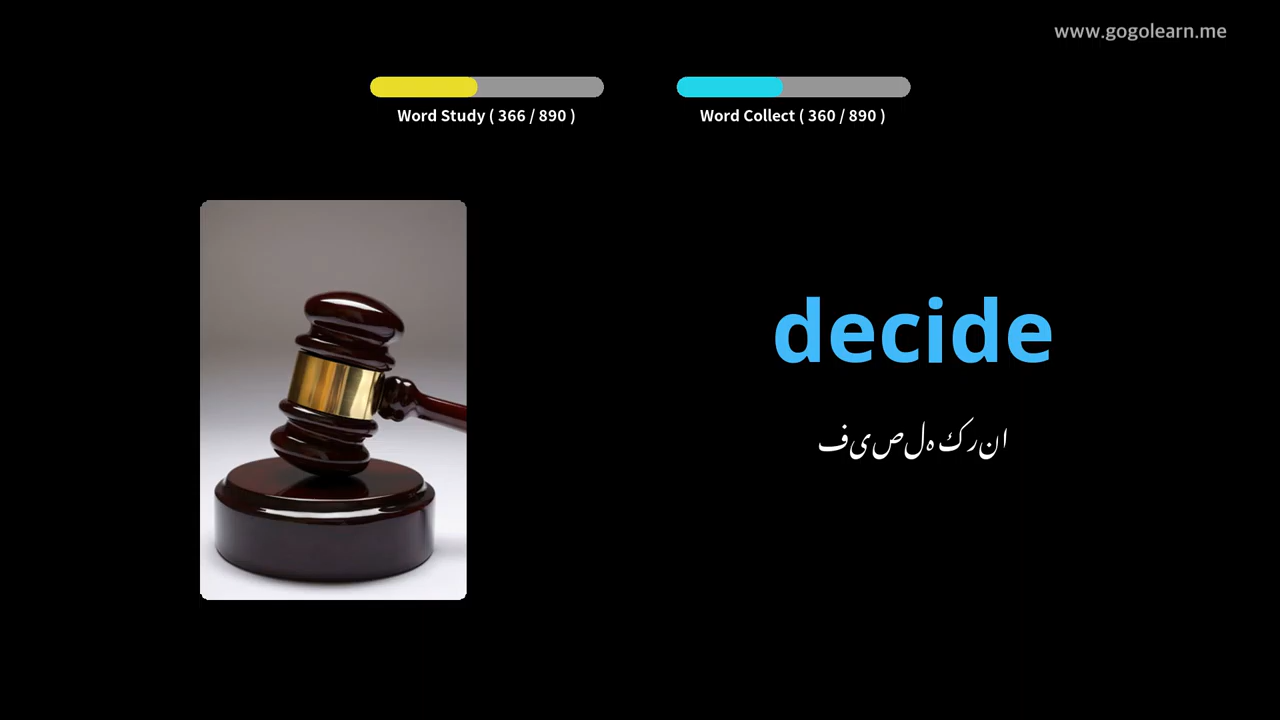 www.gogolearn.me
Word Study ( 366 / 890 )
Word Collect ( 360 / 890 )
decide
فیصلہ کرنا